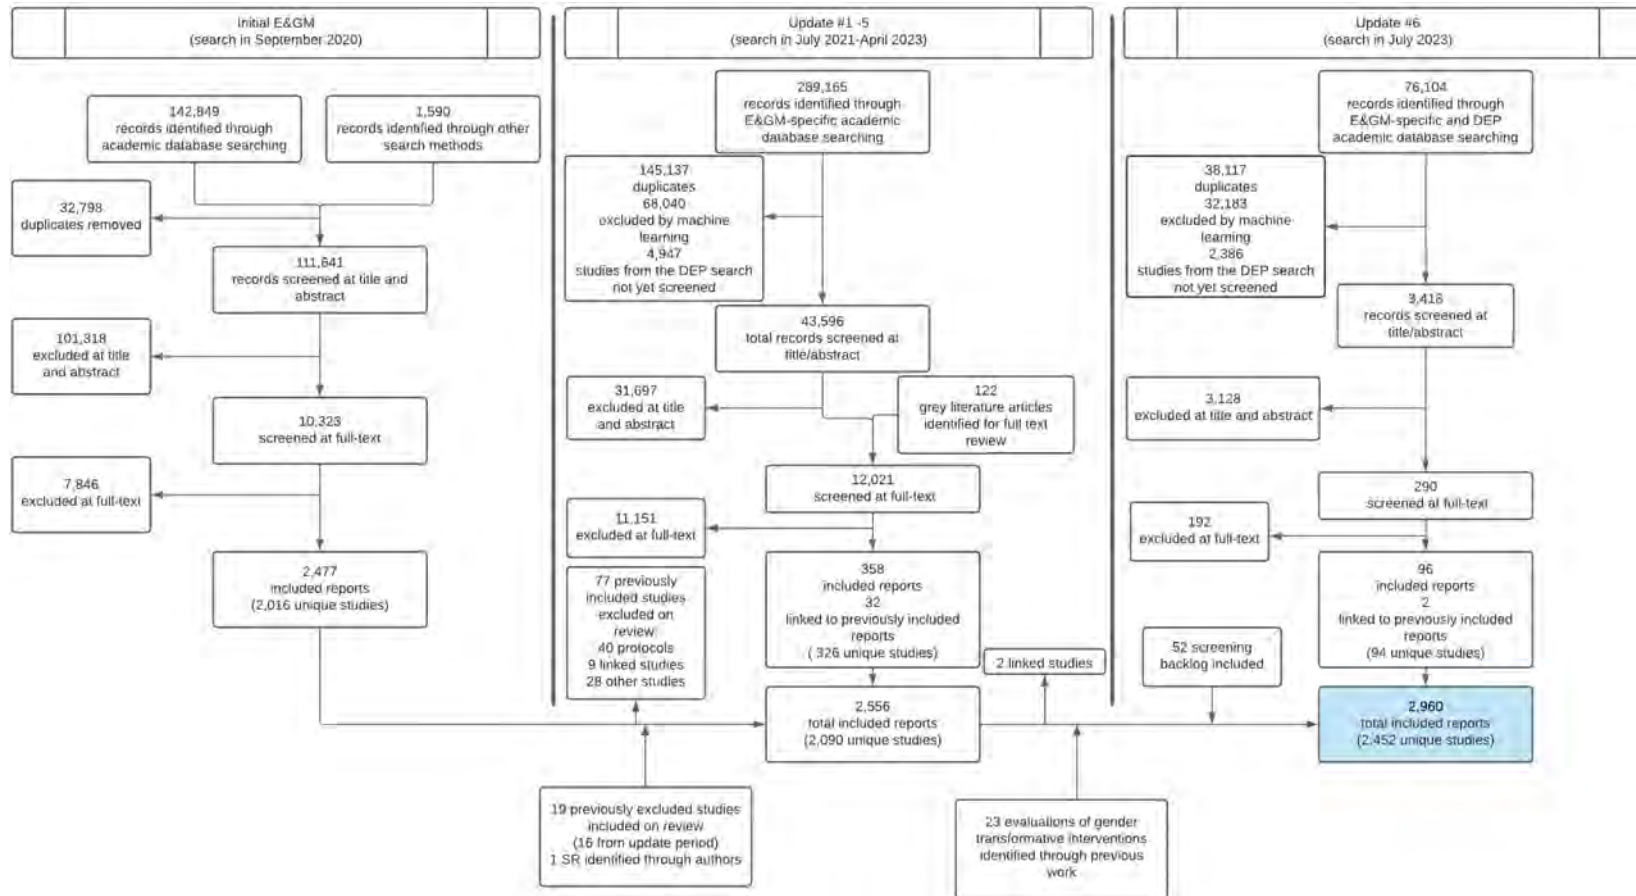 Initial E&GM
(search in September 2020)
142,849
records identified through
academic database searching
1,590
records identified through other
search methods
32,798
duplicates removed
111,641
records screened at title and
abstract
101,318
excluded at title
and abstract
10,323
screened at full-text
7,846
excluded at full-text
2,477
included reports
(2,016 unique studies)
Update #1 -5
(search in July 2021-April 2023)
289,165
records identified through
E&GM-specific academic
database searching
145,137
duplicates
68,040
excluded by machine
learning
4,947
studies from the DEP search
not yet screened
43,596
total records screened at
title/abstract
31,697
excluded at title
and abstract
122
grey literature articles
identified for full text
review
12,021
screened at full-text
11,151
excluded at full-text
77 previously
included studies
excluded on
review:
40 protocols
9 linked studies
28 other studies
358
included reports
32
linked to previously included
reports
( 326 unique studies)
2,556
total included reports
(2,090 unique studies)
2 linked studies
19 previously excluded studies
included on review
(16 from update period)
1 SR identified through authors
23 evaluations of gender
transformative interventions
identified through previous
work
Update #6
(search in July 2023)
76,104
records identified through
E&GM-specific and DEP
academic database searching
38,117
duplicates
32,183
excluded by machine
learning
2,386
studies from the DEP search
not yet screened
3,418
records screened at
title/abstract
3,128
excluded at title and abstract
290
screened at full-text
192
excluded at full-text
96
included reports
2
linked to previously included
reports
(94 unique studies)
52 screening
backlog included
2,960
total included reports
(2,452 unique studies)